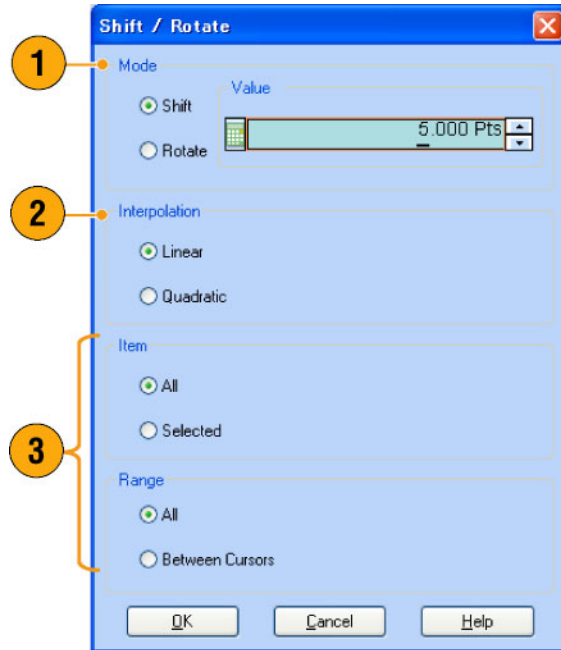 Shift / Rotate
1
Mode
Value
Shift
5.000 Pts
Rotate
2
Interpolation
Linear
Quadratic
3
Item
All
Selected
Range
All
Between Cursors
OK Cancel Help